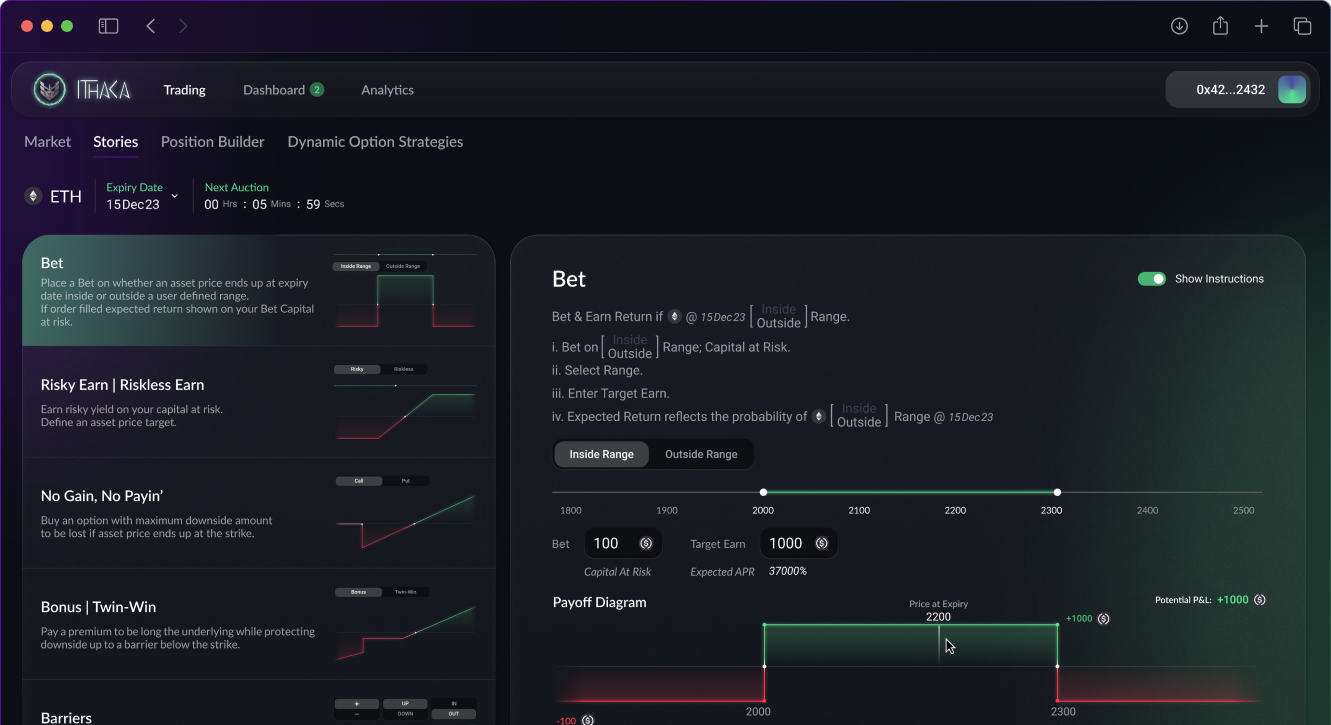 ITHAKA Trading Dashboard 2 Analytics 0x42...2432
Market Stories Position Builder Dynamic Option Strategies
ETH Expiry Date Next Auction
15Dec23 00 Hrs : 05 Mins : 59 Secs
Bet
Place a Bet on whether an asset price ends up at expiry
date inside or outside a user defined range.
If order filled expected return shown on your Bet Capital
at risk.
Inside Range Outside Range
Risky Earn | Riskless Earn
Earn risky yield on your capital at risk.
Define an asset price target.
Risky Riskless
No Gain, No Payin’
Buy an option with maximum downside amount
to be lost if asset price ends up at the strike.
Call Put
Bonus | Twin-Win
Pay a premium to be long the underlying while protecting
downside up to a barrier below the strike.
Bonus Twin-Win
Barriers
+ UP IN
− DOWN OUT
Bet
Show Instructions
Bet & Earn Return if @ 15Dec23 [ Inside
Outside ] Range.
i. Bet on [ Inside
Outside ] Range; Capital at Risk.
ii. Select Range.
iii. Enter Target Earn.
iv. Expected Return reflects the probability of [ Inside
Outside ] Range @ 15Dec23
Inside Range Outside Range
1800 1900 2000 2100 2200 2300 2400 2500
Bet 100 Target Earn 1000
Capital At Risk Expected APR 37000%
Payoff Diagram
Potential P&L: +1000
Price at Expiry
2200
+1000
2000 2300
-100